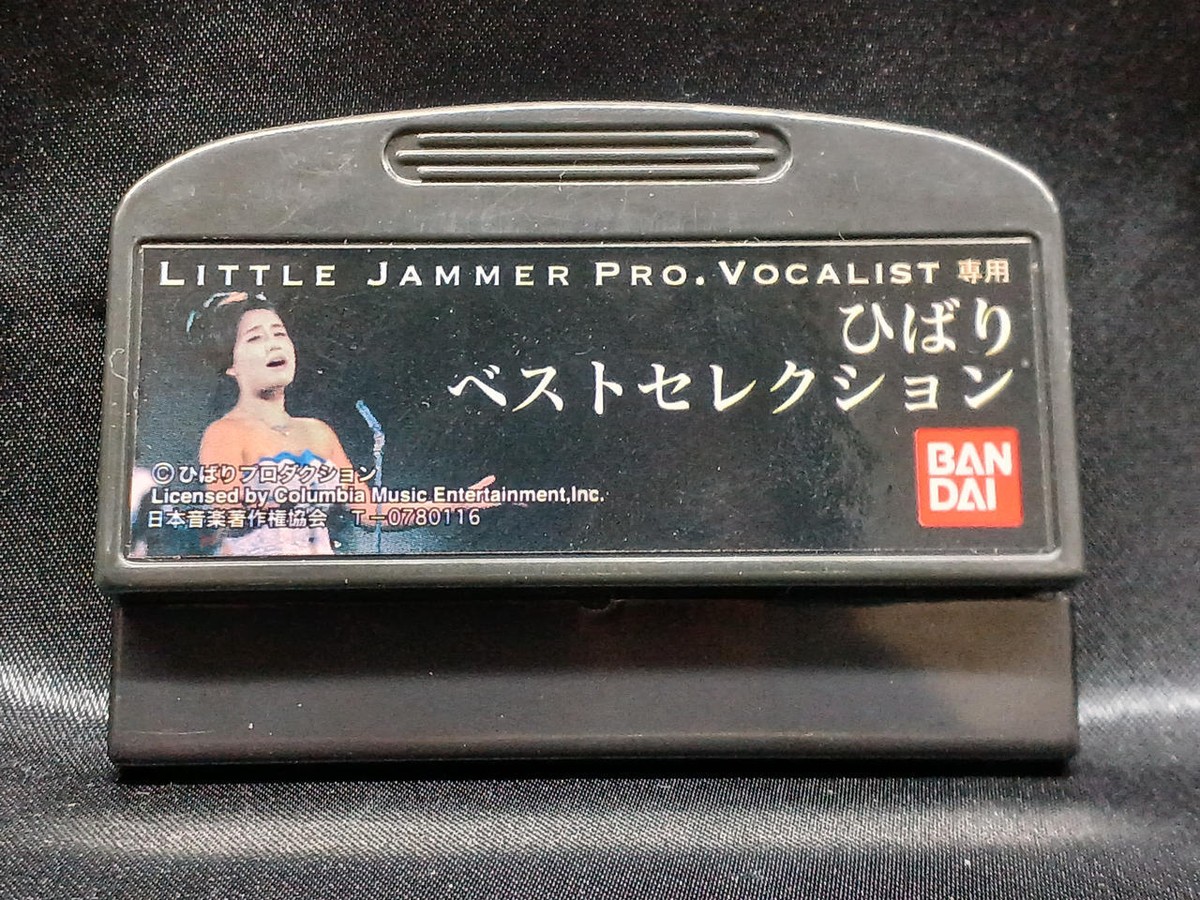 LITTLE JAMMER PRO. VOCALIST 専用
ひばり
ベストセレクション
BAN
DAI
©ひばりプロダクション
Licensed by Columbia Music Entertainment,Inc.
日本音楽著作権協会 T-0780116